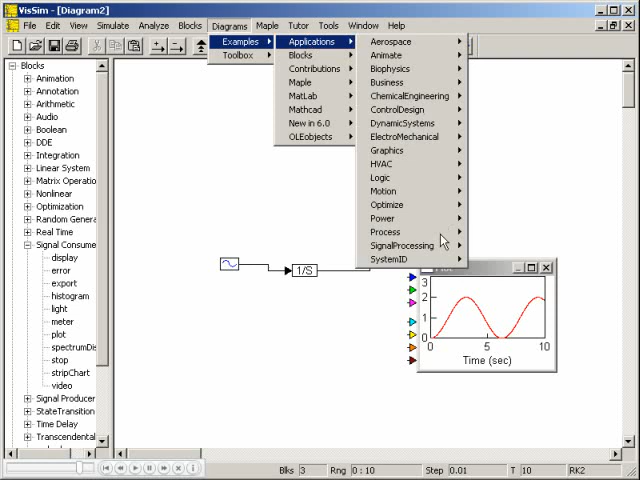 VisSim - [Diagram2]
File Edit View Simulate Analyze Blocks Diagrams Maple Tutor Tools Window Help
Examples
Toolbox
Applications
Blocks
Contributions
Maple
MatLab
Mathcad
New in 6.0
OLEobjects
Aerospace
Animate
Biophysics
Business
ChemicalEngineering
ControlDesign
DynamicSystems
ElectroMechanical
Graphics
HVAC
Logic
Motion
Optimize
Power
Process
SignalProcessing
SystemID
Blocks
Animation
Annotation
Arithmetic
Audio
Boolean
DDE
Integration
Linear System
Matrix Operatio
Nonlinear
Optimization
Random Genera
Real Time
Signal Consume
display
error
export
histogram
light
meter
plot
spectrumDis
stop
stripChart
video
Signal Producer
StateTransition
Time Delay
Transcendental
1/S
3
2
1
0
0 5 10
Time (sec)
Blks 3 Rng 0 : 10 Step 0.01 T 10 RK2